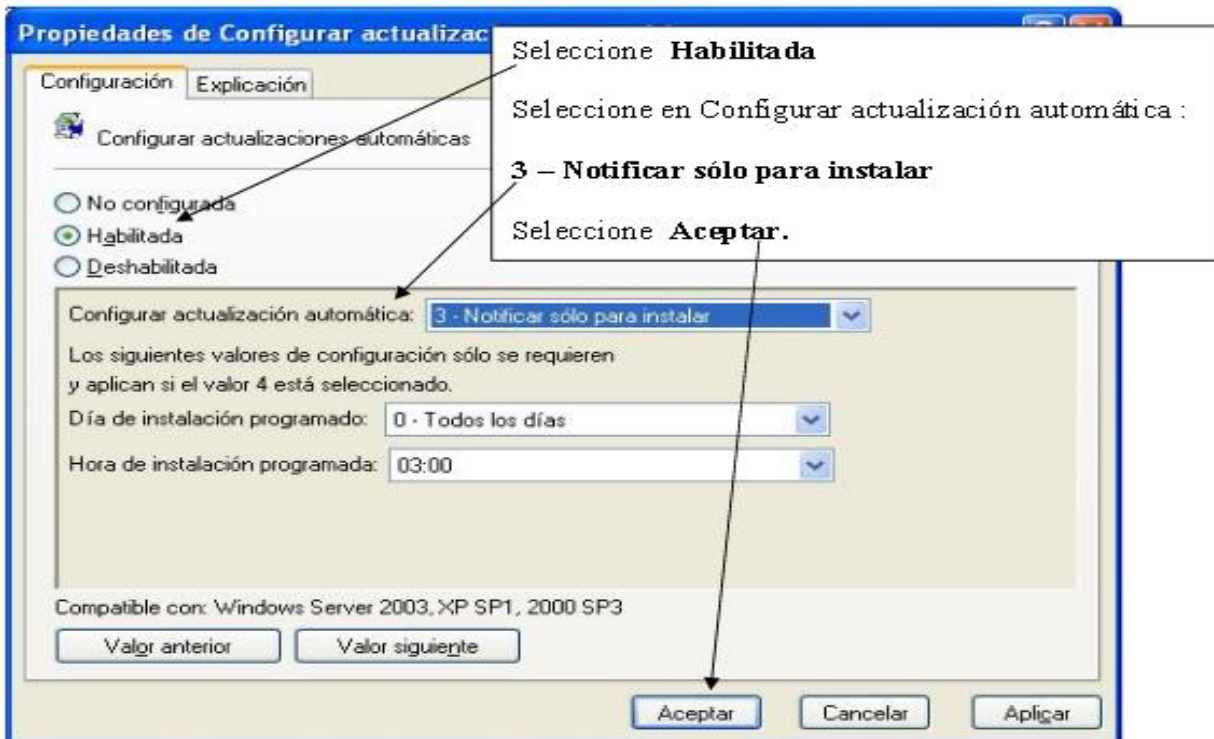 Propiedades de Configurar actualizac
Seleccione Habilitada
Seleccione en Configurar actualización automática :
3 – Notificar sólo para instalar
Seleccione Aceptar.
Configuración
Explicación
Configurar actualizaciones automáticas
No configurada
Habilitada
Deshabilitada
Configurar actualización automática: 3 - Notificar sólo para instalar
Los siguientes valores de configuración sólo se requieren
y aplican si el valor 4 está seleccionado.
Día de instalación programado: 0 - Todos los días
Hora de instalación programada: 03:00
Compatible con: Windows Server 2003, XP SP1, 2000 SP3
Valor anterior
Valor siguiente
Aceptar
Cancelar
Aplicar